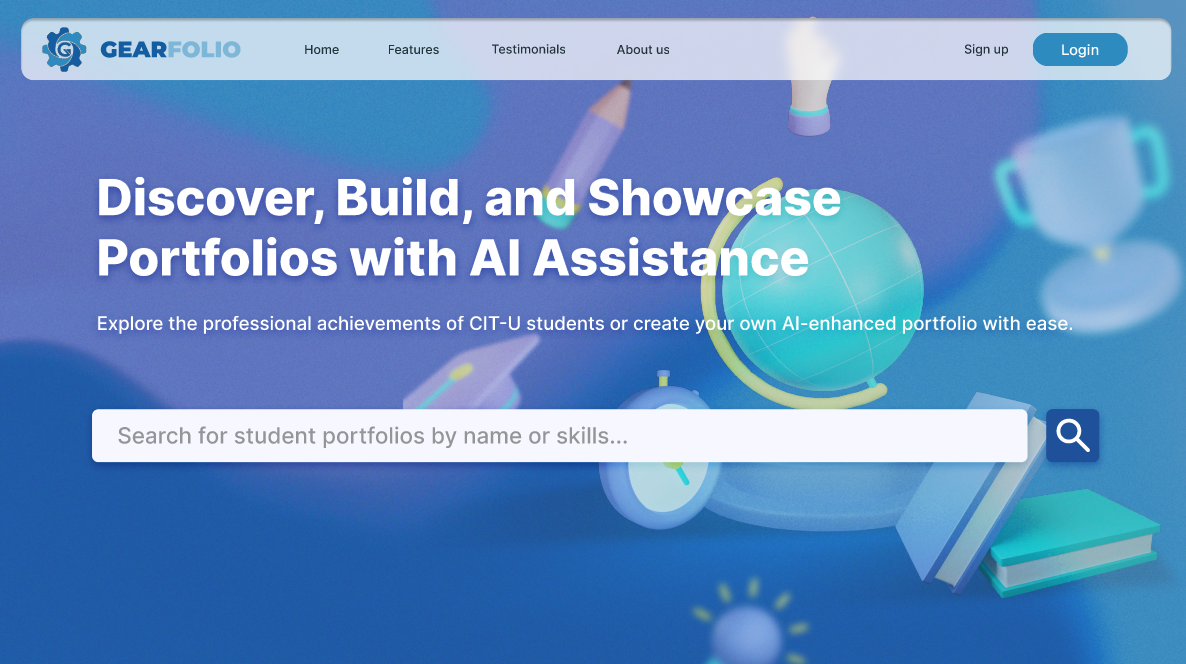 G GEARFOLIO
Home Features Testimonials About us Sign up Login
Discover, Build, and Showcase
Portfolios with AI Assistance
Explore the professional achievements of CIT-U students or create your own AI-enhanced portfolio with ease.
Search for student portfolios by name or skills...